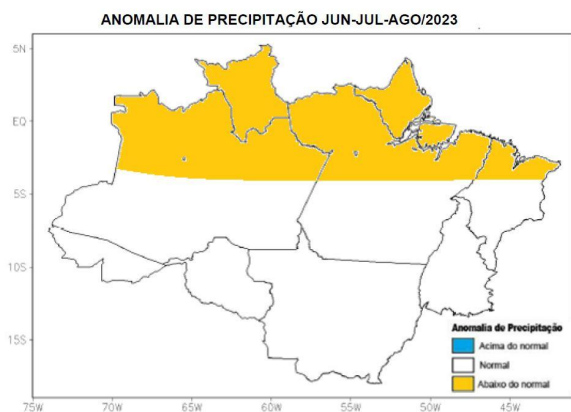 ANOMALIA DE PRECIPITAÇÃO JUN-JUL-AGO/2023
5N
EQ
5S
10S
15S
75W 70W 65W 60W 55W 50W 45W
Anomalia de Precipitação
Acima do normal
Normal
Abaixo do normal